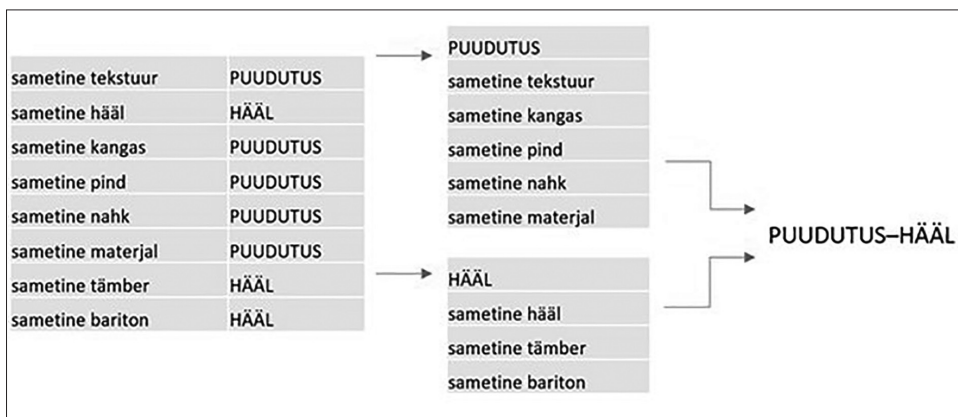 sametine tekstuur PUUDUTUS
sametine hääl HÄÄL
sametine kangas PUUDUTUS
sametine pind PUUDUTUS
sametine nahk PUUDUTUS
sametine materjal PUUDUTUS
sametine tämber HÄÄL
sametine bariton HÄÄL
PUUDUTUS
sametine tekstuur
sametine kangas
sametine pind
sametine nahk
sametine materjal
HÄÄL
sametine hääl
sametine tämber
sametine bariton
PUUDUTUS–HÄÄL